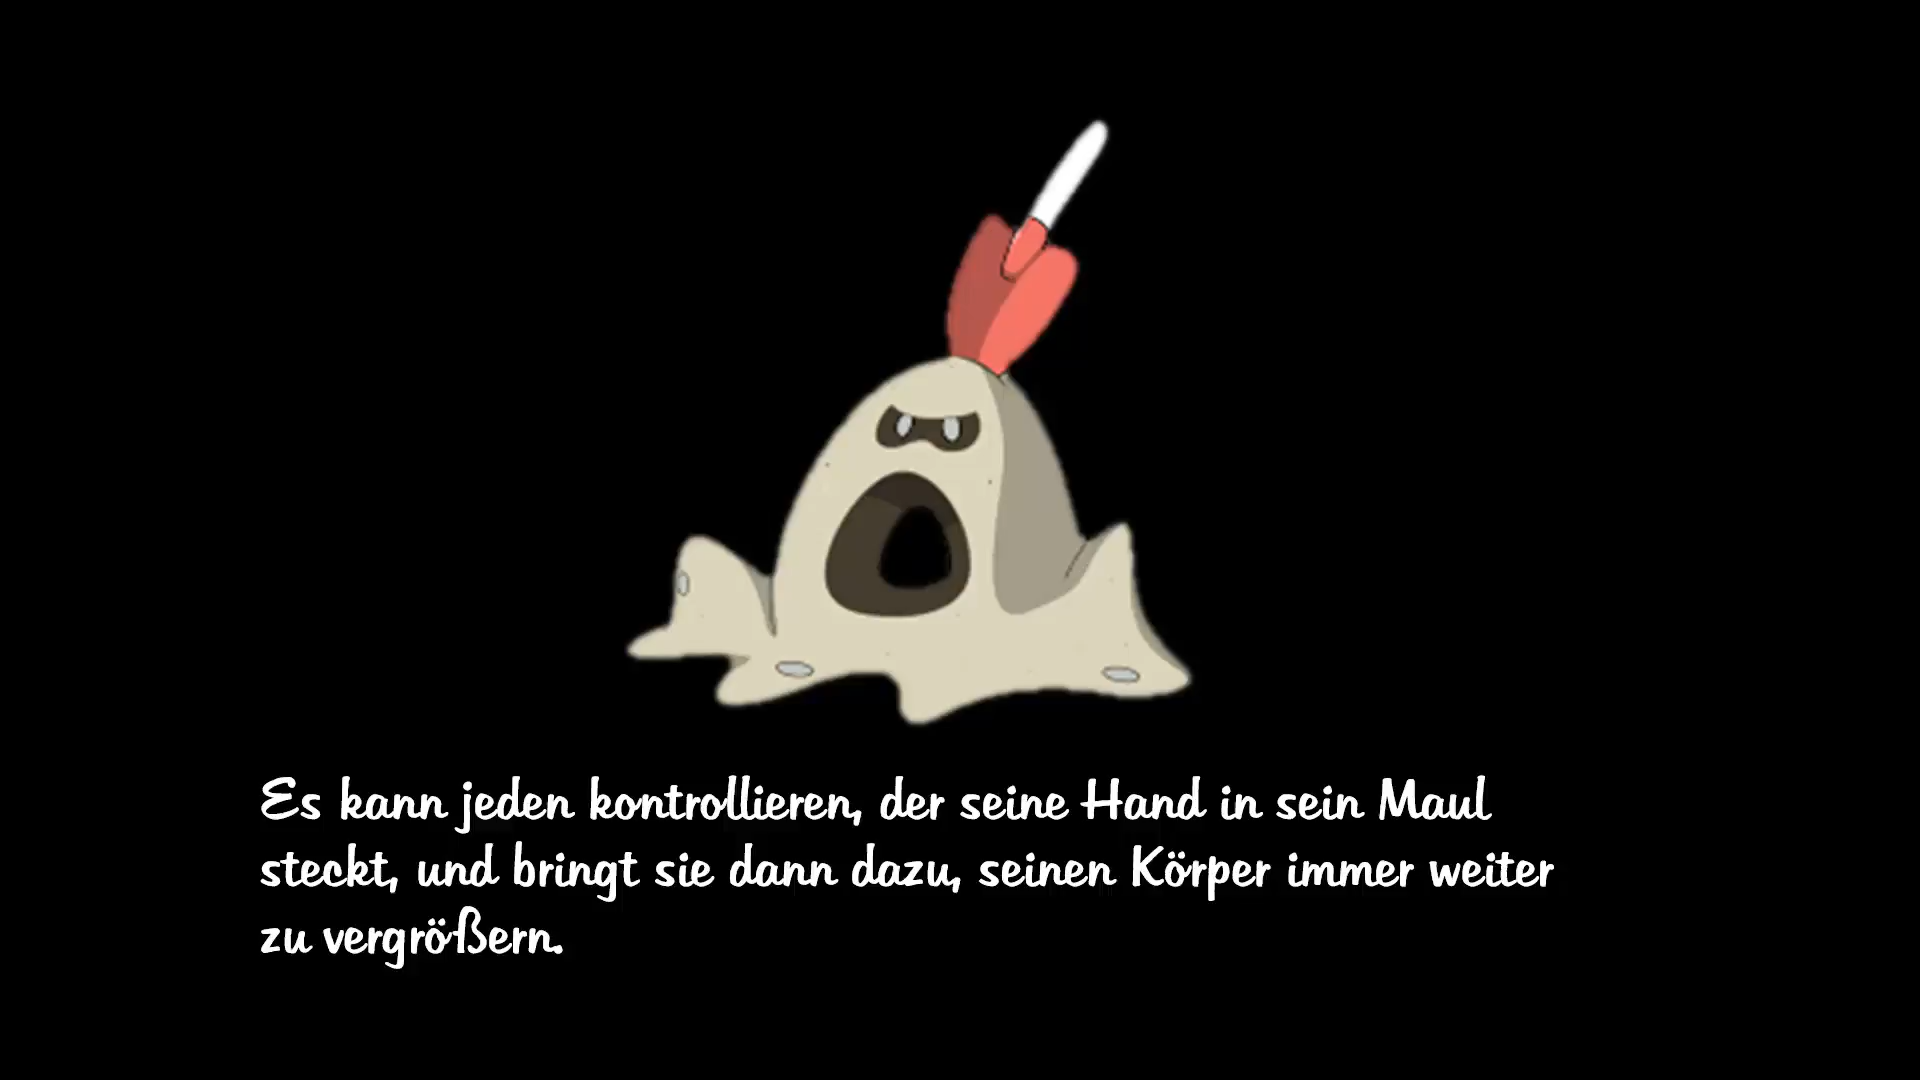 Es kann jeden kontrollieren, der seine Hand in sein Maul
steckt, und bringt sie dann dazu, seinen Körper immer weiter
zu vergrößern.